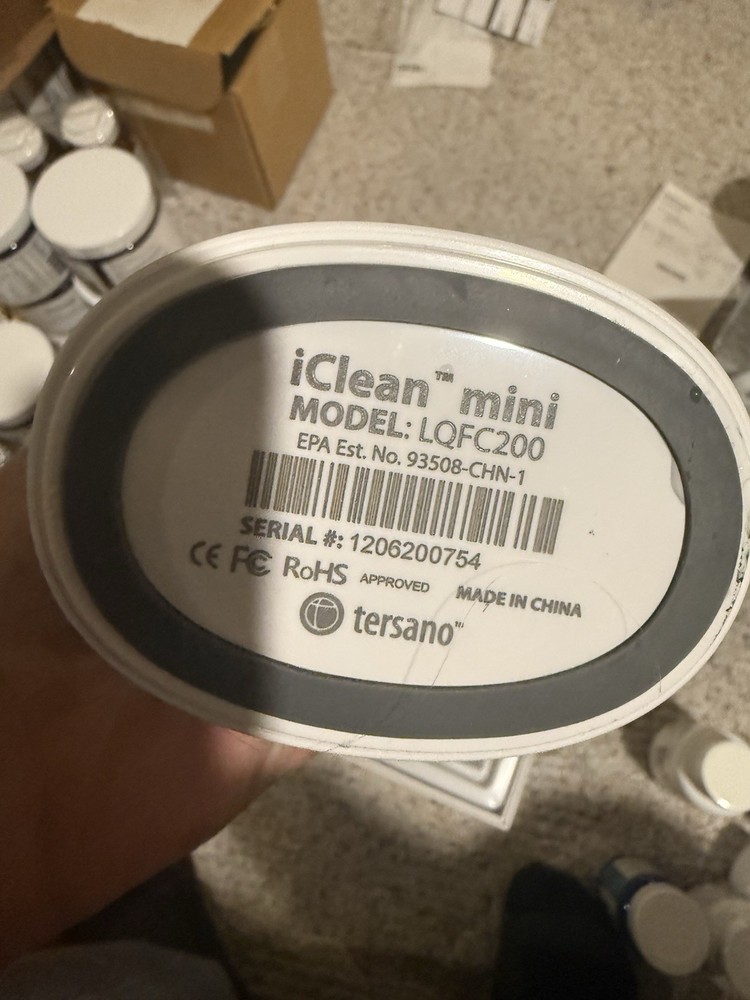 iClean™ mini
MODEL: LQFC200
EPA Est. No. 93508-CHN-1
SERIAL #: 1206200754
CE FC RoHS APPROVED MADE IN CHINA
tersano™